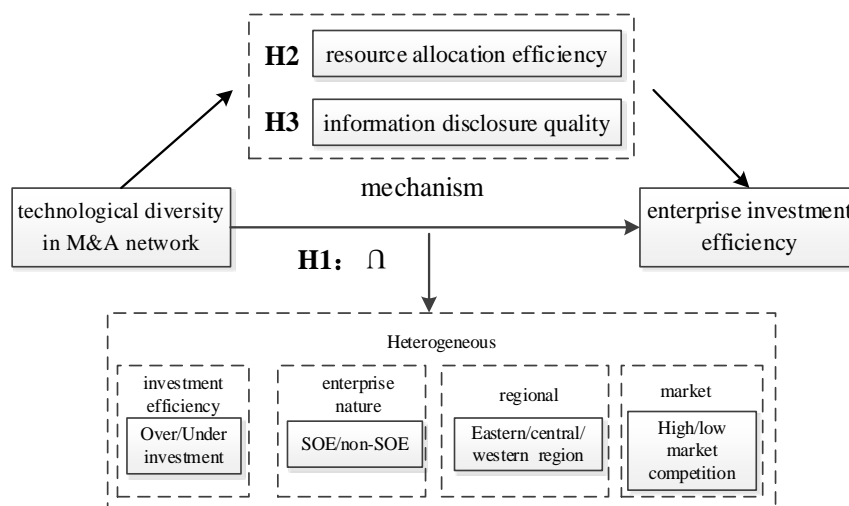 H2 resource allocation efficiency
H3 information disclosure quality
mechanism
technological diversity
in M&A network
enterprise investment
efficiency
H1： ∩
Heterogeneous
investment
efficiency
Over/Under
investment
enterprise
nature
SOE/non-SOE
regional
Eastern/central/
western region
market
High/low
market
competition